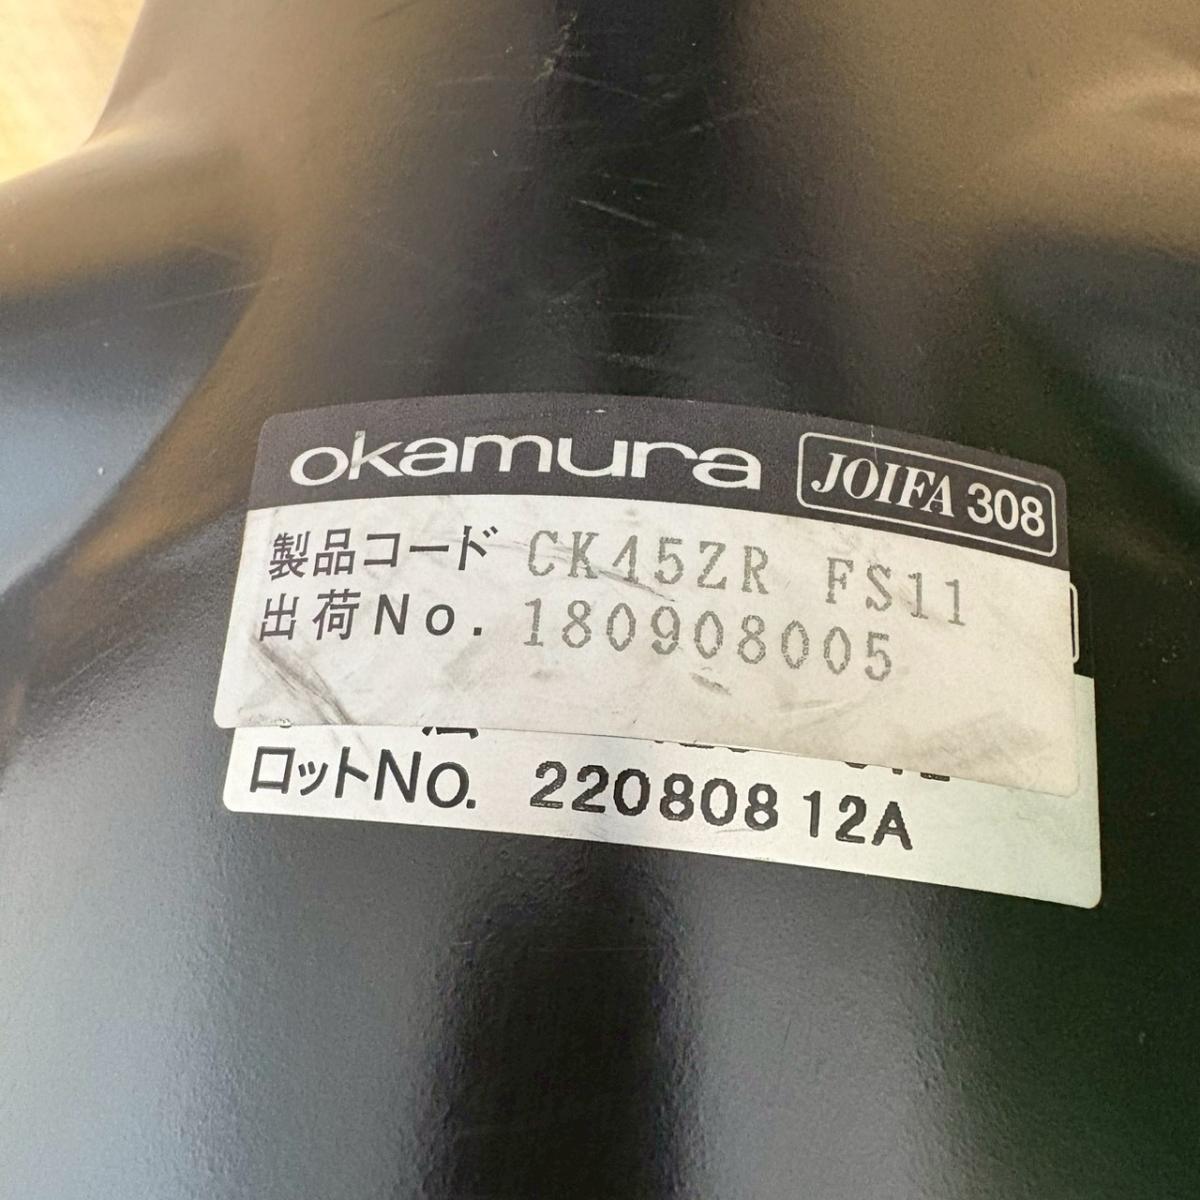 okamura JOIFA 308
製品コード CK45ZR FS11
出荷No. 180908005
ロットNo. 220808 12A